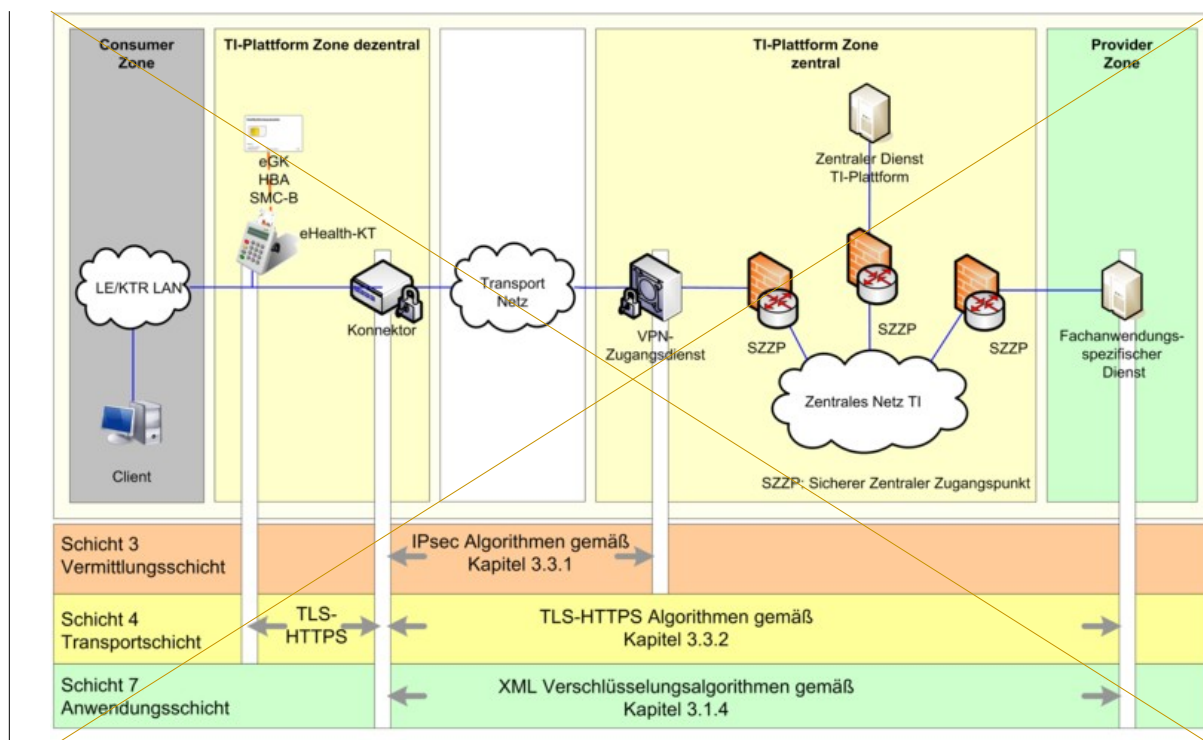 Consumer
Zone
TI-Plattform Zone dezentral
TI-Plattform Zone
zentral
Provider
Zone
eGK
HBA
SMC-B
eHealth-KT
Zentraler Dienst
TI-Plattform
LE/KTR LAN
Konnektor
Transport
Netz
VPN-
Zugangsdienst
SZZP
SZZP
SZZP
Fachanwendungs-
spezifischer
Dienst
Zentrales Netz TI
Client
SZZP: Sicherer Zentraler Zugangspunkt
Schicht 3
Vermittlungsschicht
IPsec Algorithmen gemäß
Kapitel 3.3.1
Schicht 4
Transportschicht
TLS-
HTTPS
TLS-HTTPS Algorithmen gemäß
Kapitel 3.3.2
Schicht 7
Anwendungsschicht
XML Verschlüsselungsalgorithmen gemäß
Kapitel 3.1.4